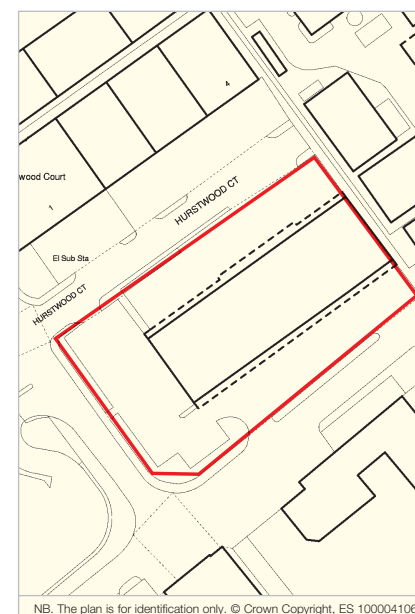 4
wood Court
HURSTWOOD CT
1
El Sub Sta
HURSTWOOD CT
NB. The plan is for identification only. © Crown Copyright, ES 100004106